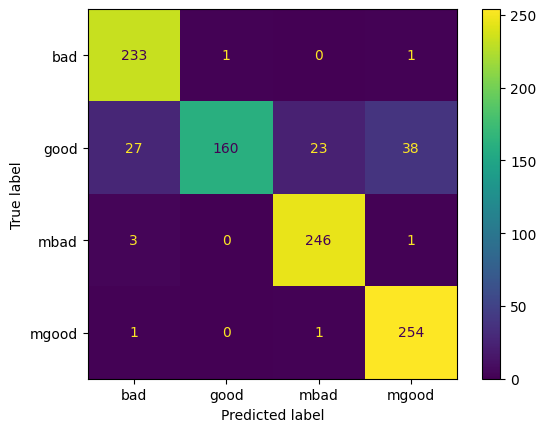 bad 233 1 0 1
good 27 160 23 38
mbad 3 0 246 1
mgood 1 0 1 254
bad good mbad mgood
Predicted label
True label
250
200
150
100
50
0